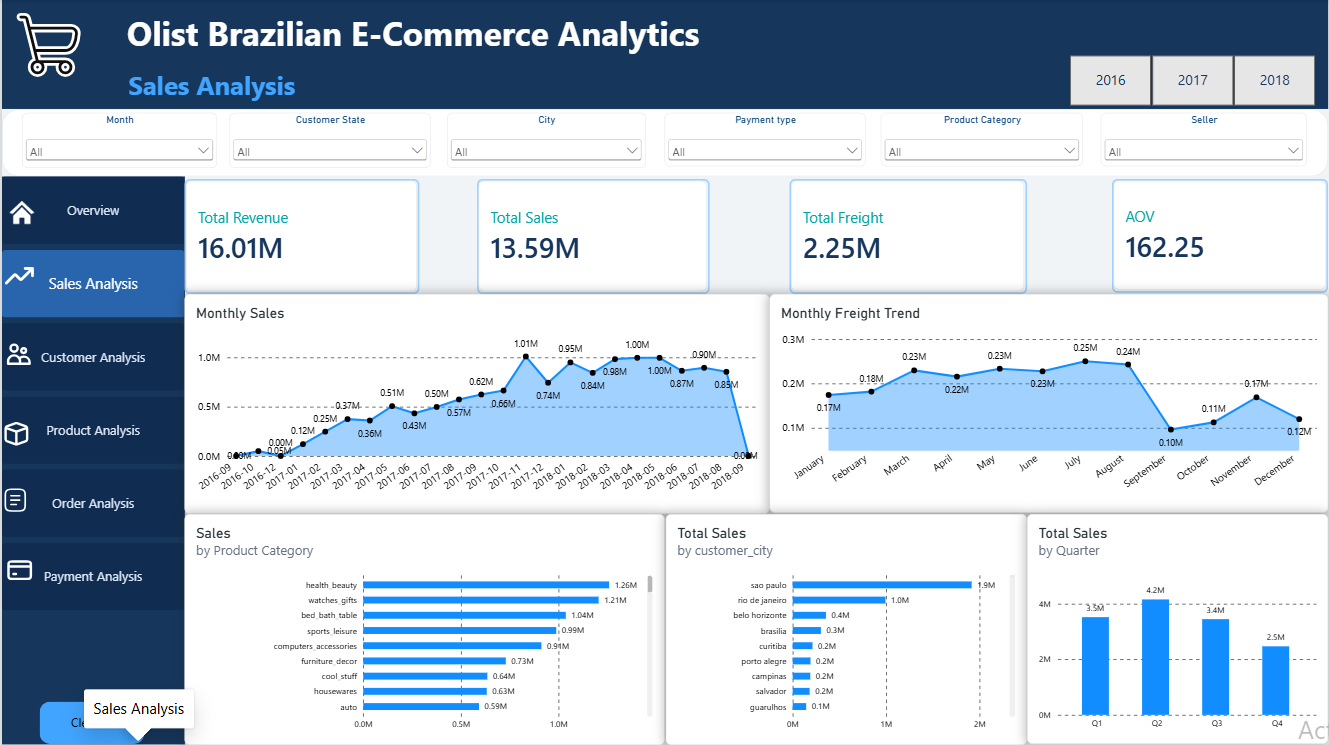 Olist Brazilian E-Commerce Analytics
Sales Analysis
2016 2017 2018
Month Customer State City Payment type Product Category Seller
All All All All All All
Overview
Sales Analysis
Customer Analysis
Product Analysis
Order Analysis
Payment Analysis
Cle
Sales Analysis
Total Revenue
16.01M
Total Sales
13.59M
Total Freight
2.25M
AOV
162.25
Monthly Sales
1.0M
0.5M
0.0M
0.00M 0.05M 0.00M 0.12M 0.25M 0.37M 0.36M 0.51M 0.43M 0.50M 0.57M 0.62M 0.66M 1.01M 0.74M 0.95M 0.84M 0.98M 1.00M 1.00M 0.87M 0.90M 0.85M 0.00M
2016-09 2016-10 2016-12 2017-01 2017-02 2017-03 2017-04 2017-05 2017-06 2017-07 2017-08 2017-09 2017-10 2017-11 2017-12 2018-01 2018-02 2018-03 2018-04 2018-05 2018-06 2018-07 2018-08 2018-09
Monthly Freight Trend
0.3M
0.2M
0.1M
0.17M 0.18M 0.23M 0.22M 0.23M 0.23M 0.25M 0.24M 0.10M 0.11M 0.17M 0.12M
January February March April May June July August September October November December
Sales
by Product Category
health_beauty 1.26M
watches_gifts 1.21M
bed_bath_table 1.04M
sports_leisure 0.99M
computers_accessories 0.91M
furniture_decor 0.73M
cool_stuff 0.64M
housewares 0.63M
auto 0.59M
0.0M 0.5M 1.0M
Total Sales
by customer_city
sao paulo 1.9M
rio de janeiro 1.0M
belo horizonte 0.4M
brasilia 0.3M
curitiba 0.2M
porto alegre 0.2M
campinas 0.2M
salvador 0.2M
guarulhos 0.1M
0M 1M 2M
Total Sales
by Quarter
4M
2M
0M
3.5M 4.2M 3.4M 2.5M
Q1 Q2 Q3 Q4
Act